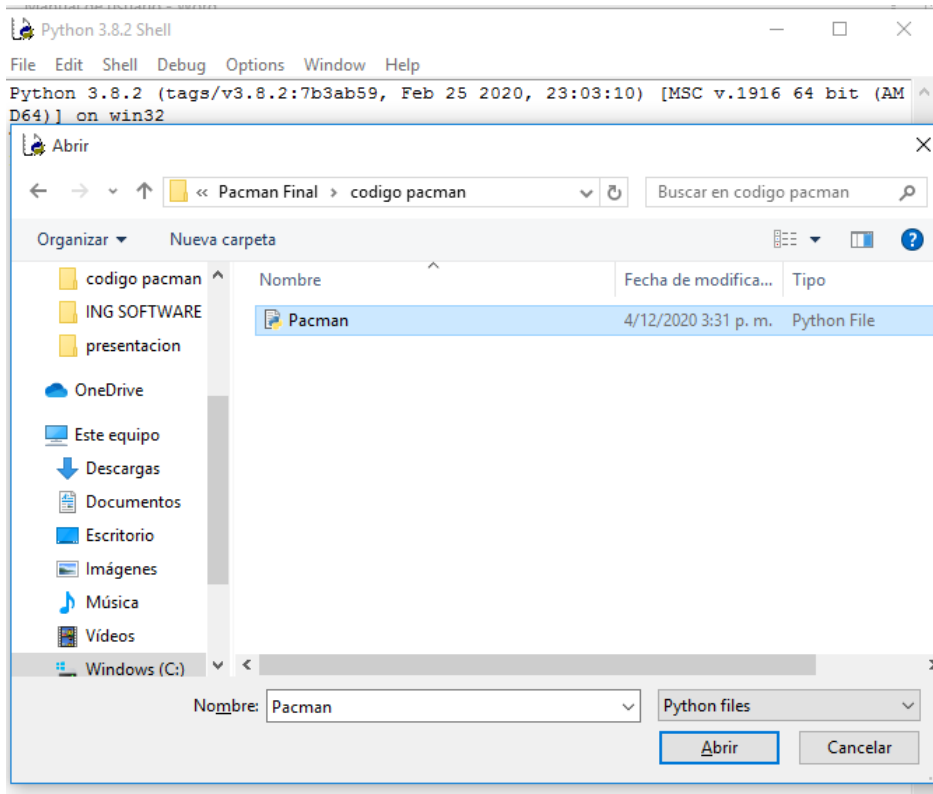 Manual de usuario - Word
Python 3.8.2 Shell
File Edit Shell Debug Options Window Help
Python 3.8.2 (tags/v3.8.2:7b3ab59, Feb 25 2020, 23:03:10) [MSC v.1916 64 bit (AM
D64)] on win32
Abrir
« Pacman Final › codigo pacman
Buscar en codigo pacman
Organizar Nueva carpeta
Nombre Fecha de modifica... Tipo
codigo pacman
ING SOFTWARE
presentacion
OneDrive
Este equipo
Descargas
Documentos
Escritorio
Imágenes
Música
Vídeos
Windows (C:)
Pacman 4/12/2020 3:31 p. m. Python File
Nombre: Pacman
Python files
Abrir Cancelar